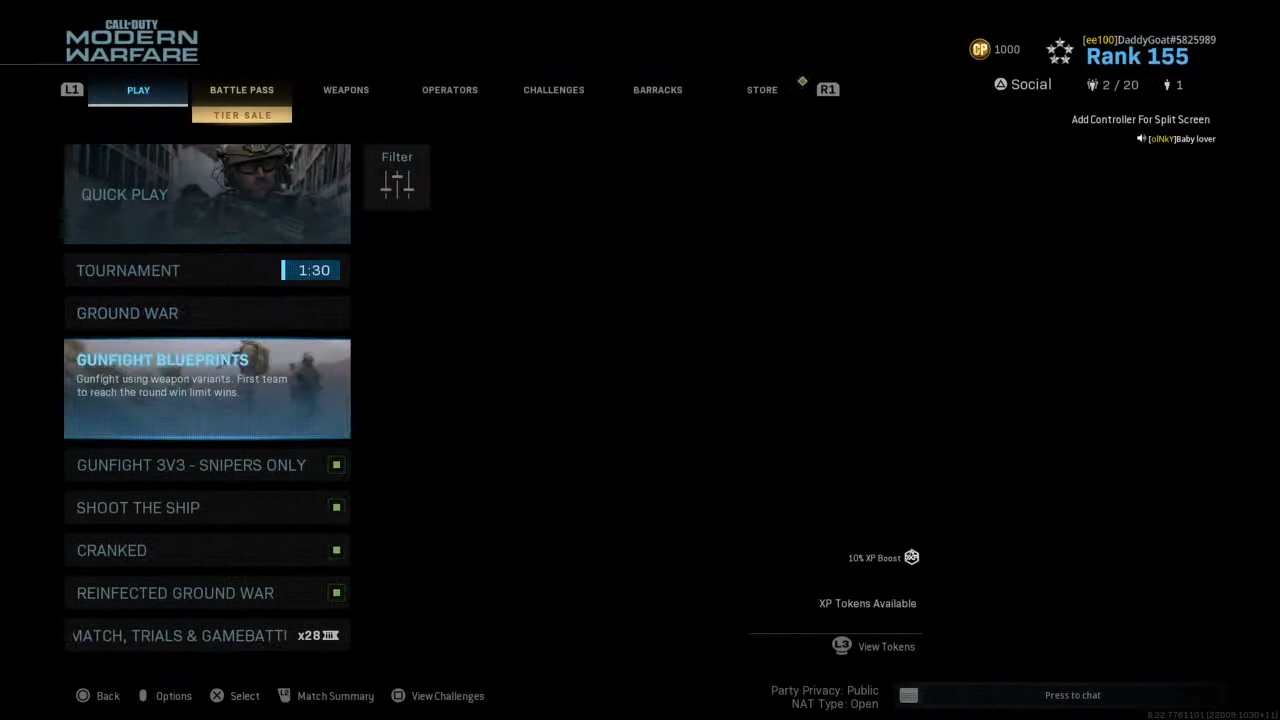 CALL·DUTY
MODERN
WARFARE
CP 1000
[ee100]DaddyGoat#5825989
Rank 155
L1
PLAY
BATTLE PASS
TIER SALE
WEAPONS
OPERATORS
CHALLENGES
BARRACKS
STORE
R1
Social
2 / 20
1
Add Controller For Split Screen
[olNkY]Baby lover
QUICK PLAY
Filter
TOURNAMENT
1:30
GROUND WAR
GUNFIGHT BLUEPRINTS
Gunfight using weapon variants. First team
to reach the round win limit wins.
GUNFIGHT 3V3 - SNIPERS ONLY
SHOOT THE SHIP
CRANKED
REINFECTED GROUND WAR
MATCH, TRIALS & GAMEBATTL
x28
10% XP Boost
XP Tokens Available
L3 View Tokens
Back
Options
Select
Match Summary
View Challenges
Party Privacy: Public
NAT Type: Open
Press to chat